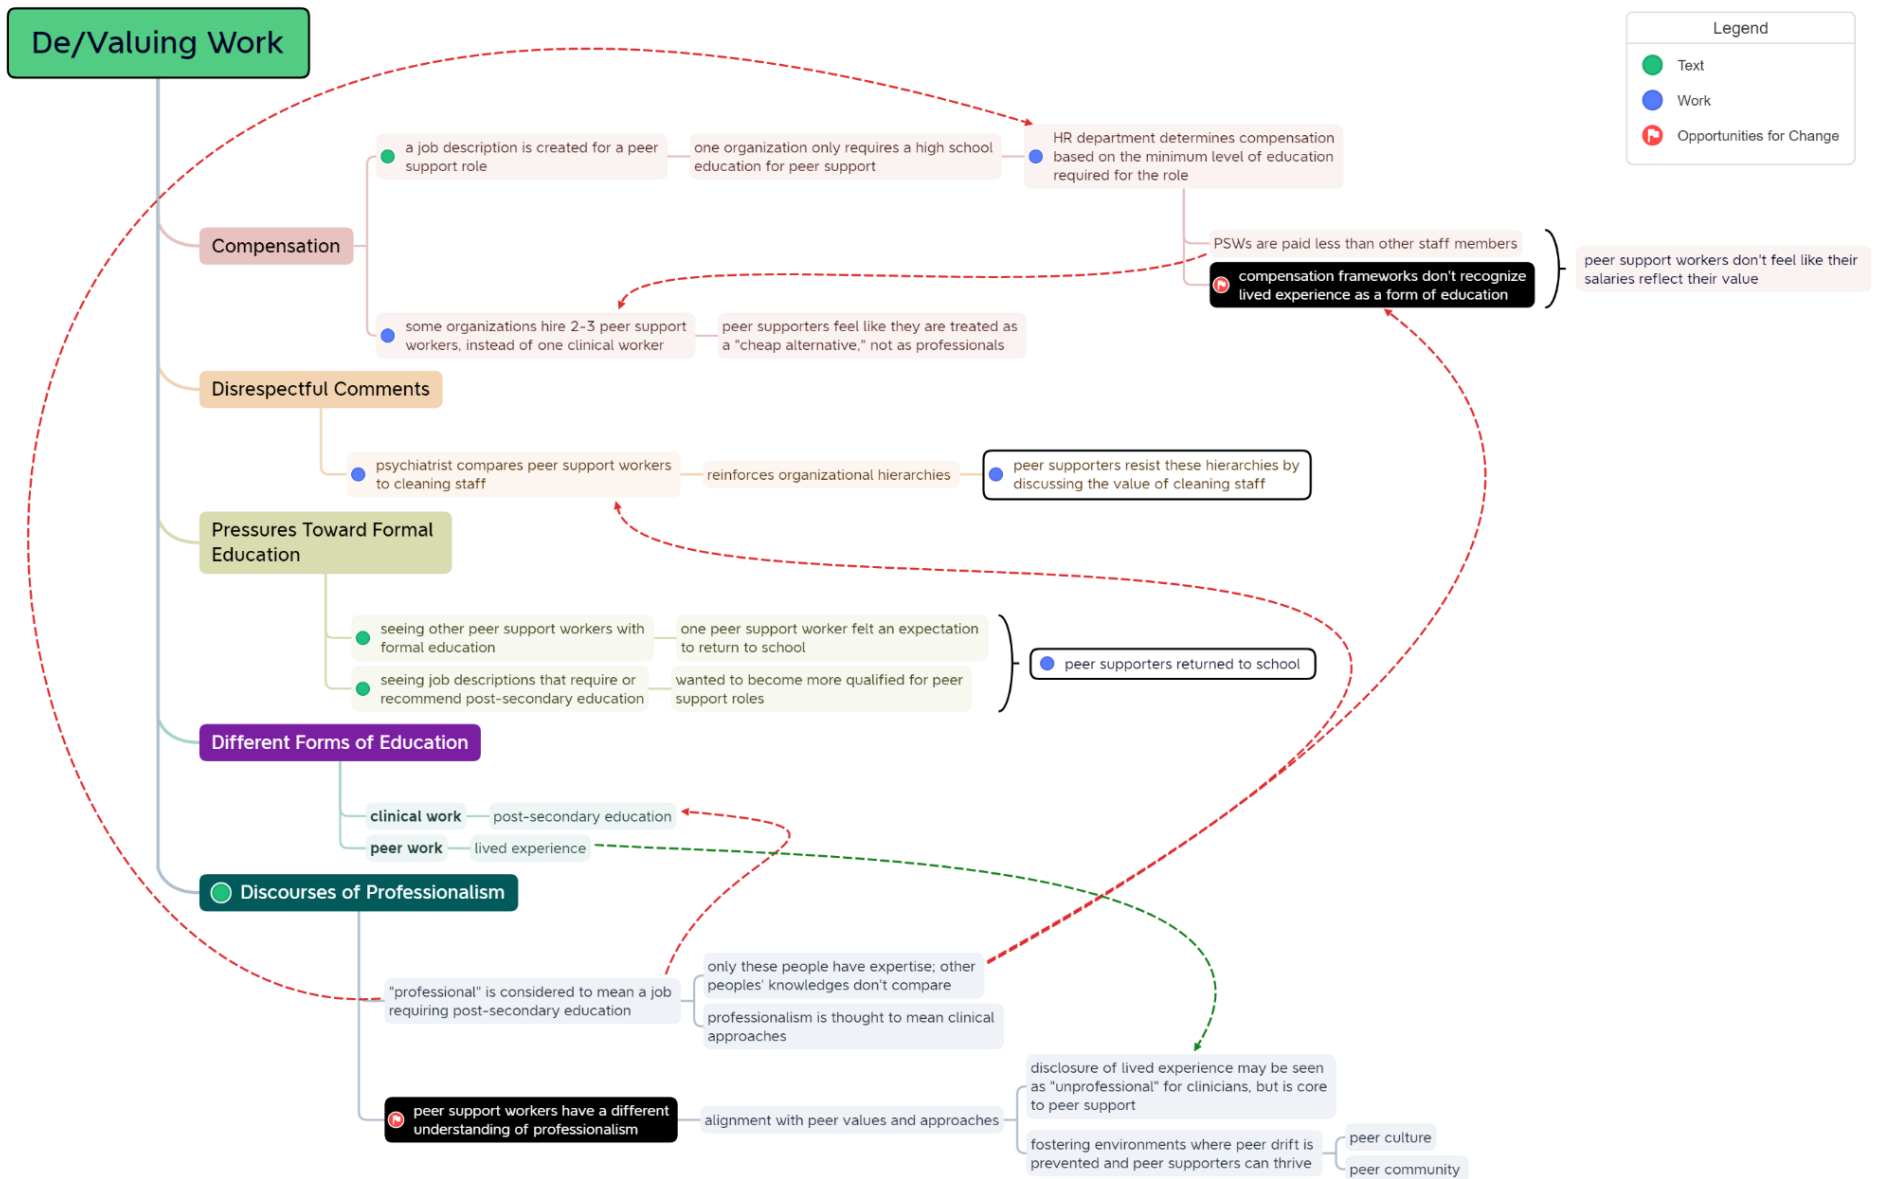 De/Valuing Work
Legend
Text
Work
Opportunities for Change
Compensation
a job description is created for a peer
support role
one organization only requires a high school
education for peer support
HR department determines compensation
based on the minimum level of education
required for the role
PSWs are paid less than other staff members
compensation frameworks don't recognize
lived experience as a form of education
peer support workers don't feel like their
salaries reflect their value
some organizations hire 2-3 peer support
workers, instead of one clinical worker
peer supporters feel like they are treated as
a "cheap alternative," not as professionals
Disrespectful Comments
psychiatrist compares peer support workers
to cleaning staff
reinforces organizational hierarchies
peer supporters resist these hierarchies by
discussing the value of cleaning staff
Pressures Toward Formal
Education
seeing other peer support workers with
formal education
one peer support worker felt an expectation
to return to school
seeing job descriptions that require or
recommend post-secondary education
wanted to become more qualified for peer
support roles
peer supporters returned to school
Different Forms of Education
clinical work
post-secondary education
peer work
lived experience
Discourses of Professionalism
"professional" is considered to mean a job
requiring post-secondary education
only these people have expertise; other
peoples' knowledges don't compare
professionalism is thought to mean clinical
approaches
peer support workers have a different
understanding of professionalism
alignment with peer values and approaches
disclosure of lived experience may be seen
as "unprofessional" for clinicians, but is core
to peer support
fostering environments where peer drift is
prevented and peer supporters can thrive
peer culture
peer community